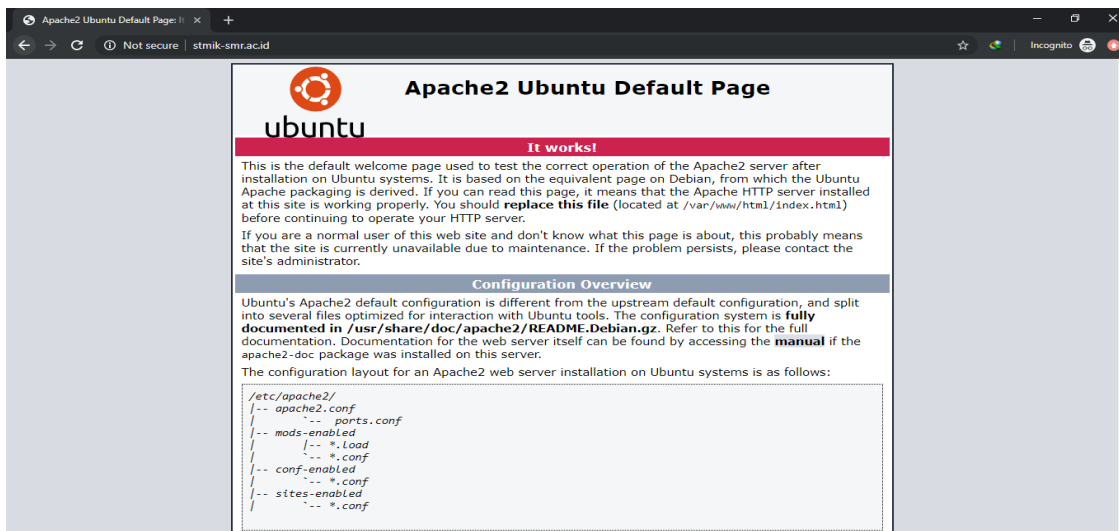 Apache2 Ubuntu Default Page: It
Not secure | stmik-smr.ac.id
Incognito
ubuntu
Apache2 Ubuntu Default Page
It works!
This is the default welcome page used to test the correct operation of the Apache2 server after
installation on Ubuntu systems. It is based on the equivalent page on Debian, from which the Ubuntu
Apache packaging is derived. If you can read this page, it means that the Apache HTTP server installed
at this site is working properly. You should replace this file (located at /var/www/html/index.html)
before continuing to operate your HTTP server.
If you are a normal user of this web site and don't know what this page is about, this probably means
that the site is currently unavailable due to maintenance. If the problem persists, please contact the
site's administrator.
Configuration Overview
Ubuntu's Apache2 default configuration is different from the upstream default configuration, and split
into several files optimized for interaction with Ubuntu tools. The configuration system is fully
documented in /usr/share/doc/apache2/README.Debian.gz. Refer to this for the full
documentation. Documentation for the web server itself can be found by accessing the manual if the
apache2-doc package was installed on this server.
The configuration layout for an Apache2 web server installation on Ubuntu systems is as follows:
/etc/apache2/
|-- apache2.conf
|       `-- ports.conf
|-- mods-enabled
|       |-- *.load
|       `-- *.conf
|-- conf-enabled
|       `-- *.conf
|-- sites-enabled
|       `-- *.conf